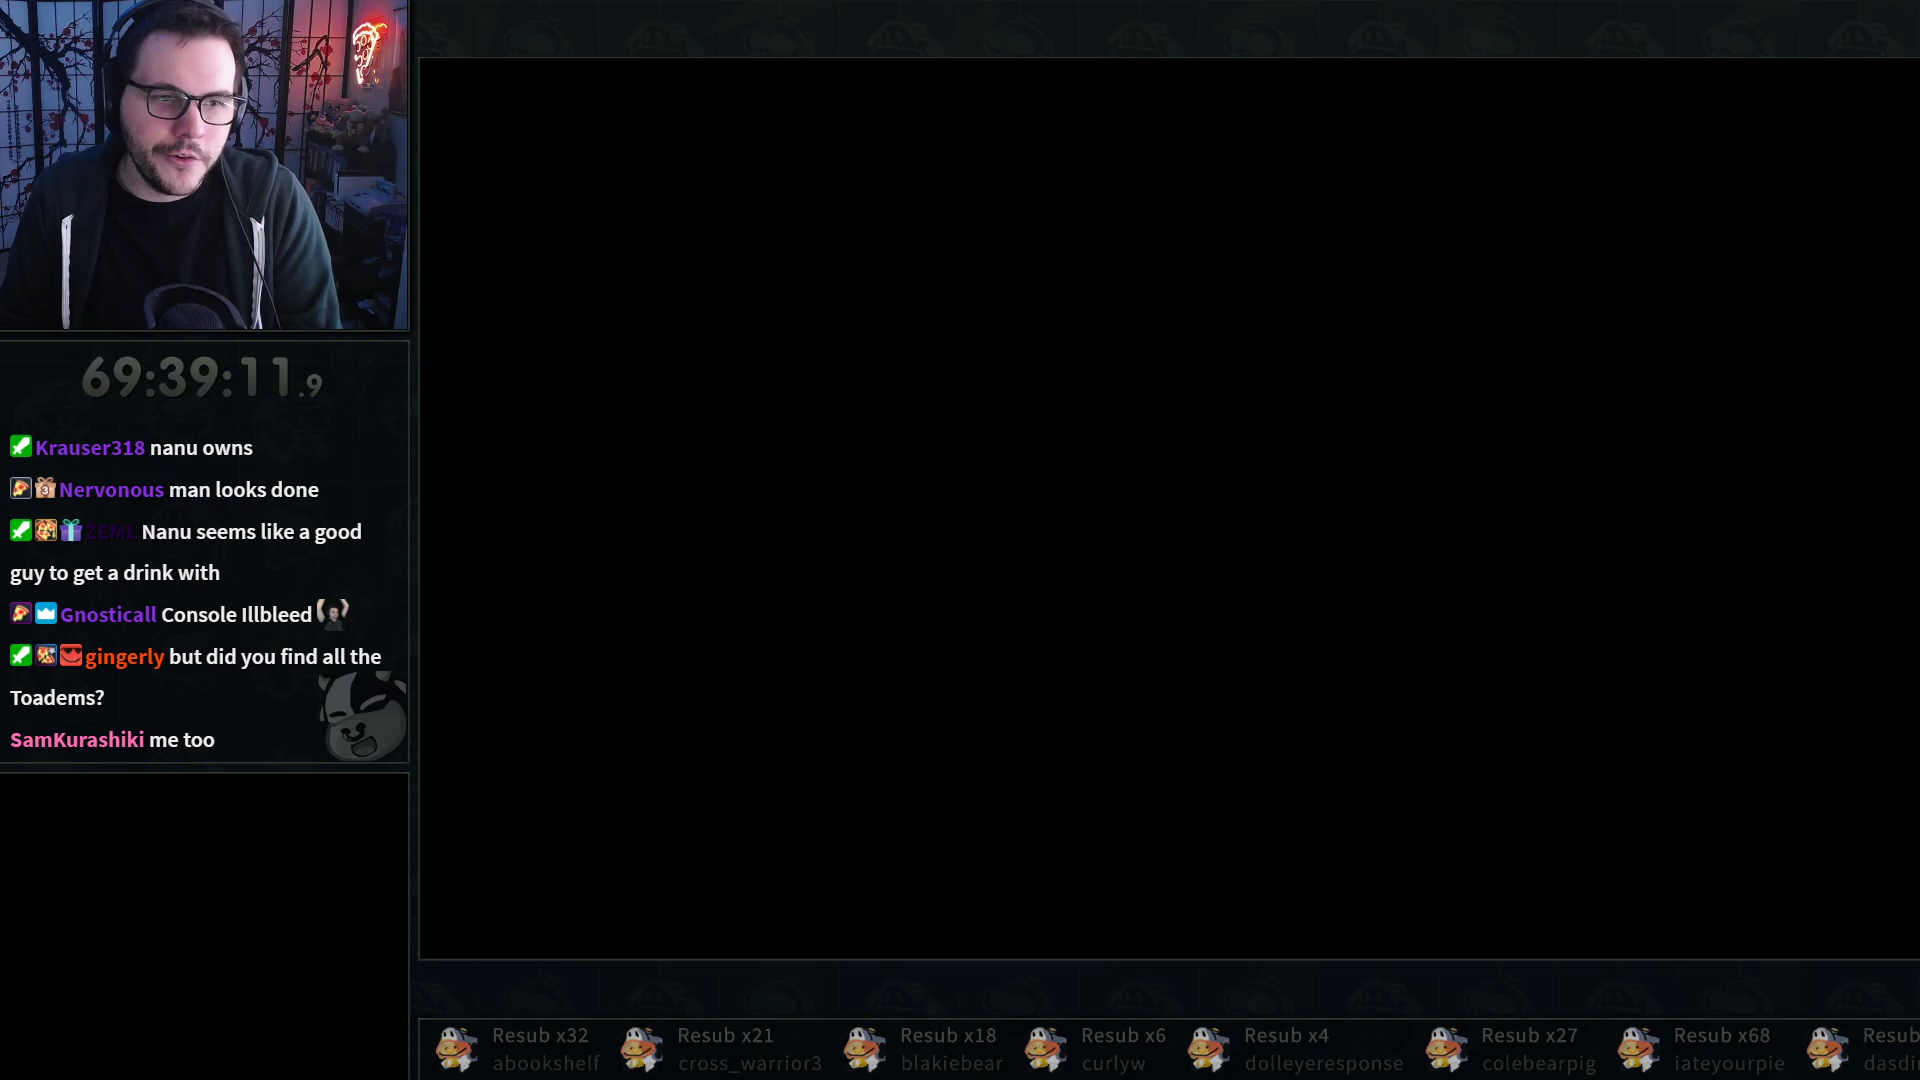 69:39:11.9
Krauser318 nanu owns
Nervonous man looks done
ZEML Nanu seems like a good
guy to get a drink with
Gnosticall Console Illbleed
gingerly but did you find all the
Toadems?
SamKurashiki me too
Resub x32
abookshelf
Resub x21
cross_warrior3
Resub x18
blakiebear
Resub x6
curlyw
Resub x4
dolleyeresponse
Resub x27
colebearpig
Resub x68
iateyourpie
Resub